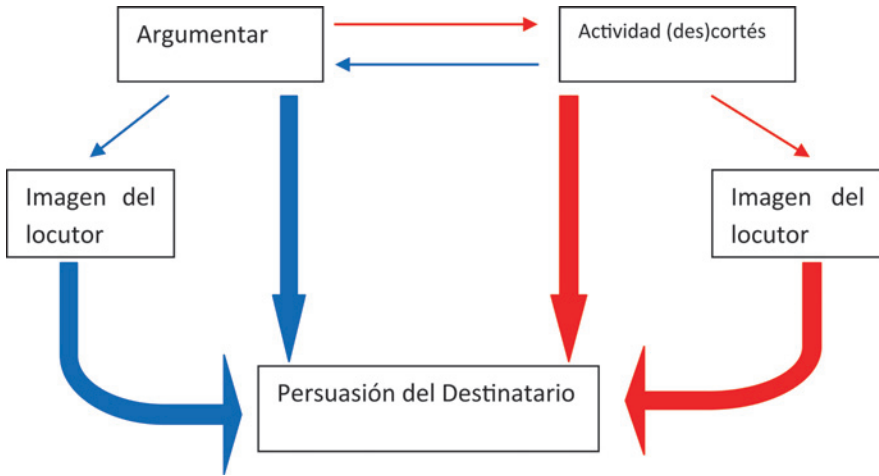 Argumentar
Actividad (des)cortés
Imagen del
locutor
Imagen del
locutor
Persuasión del Destinatario